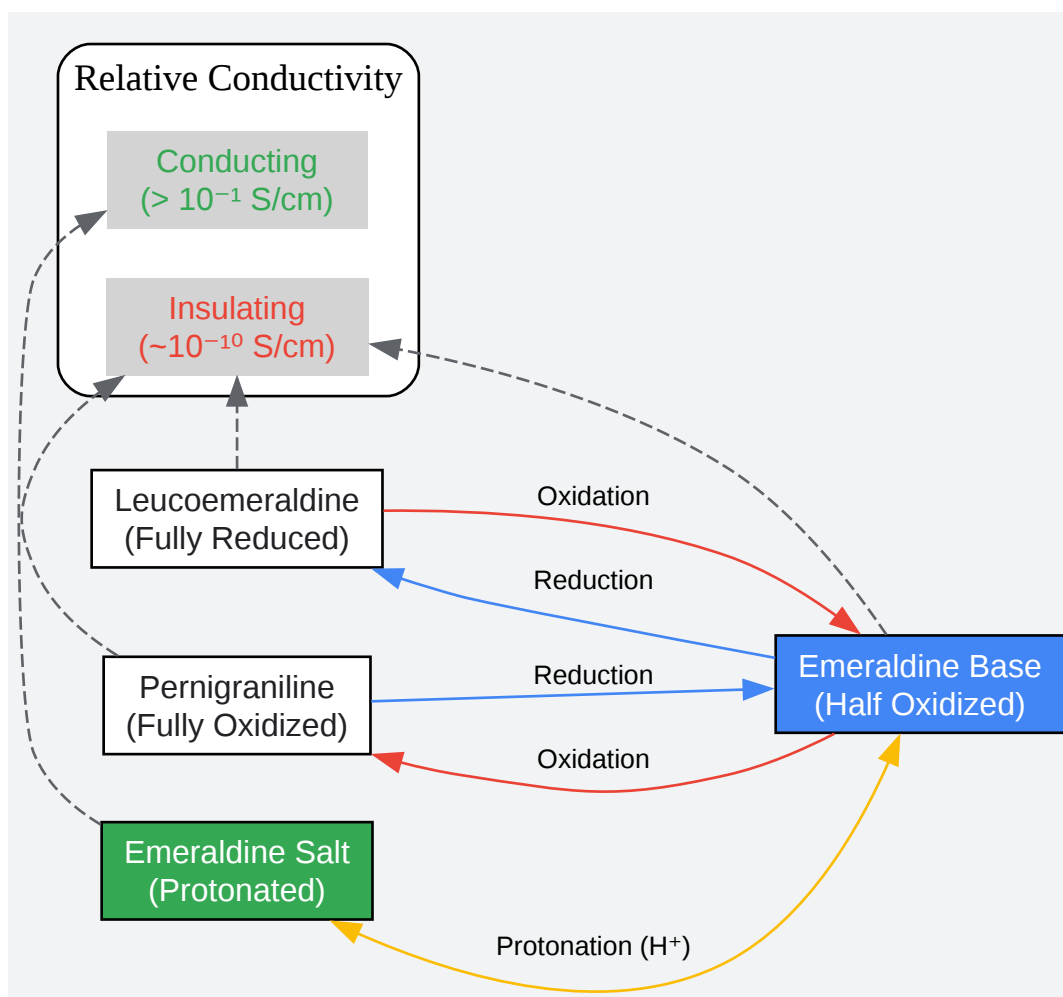 Relative Conductivity
Conducting
(> 10⁻¹ S/cm)
Insulating
(~10⁻¹⁰ S/cm)
Leucoemeraldine
(Fully Reduced)
Oxidation
Reduction
Pernigraniline
(Fully Oxidized)
Reduction
Oxidation
Emeraldine Base
(Half Oxidized)
Emeraldine Salt
(Protonated)
Protonation (H⁺)